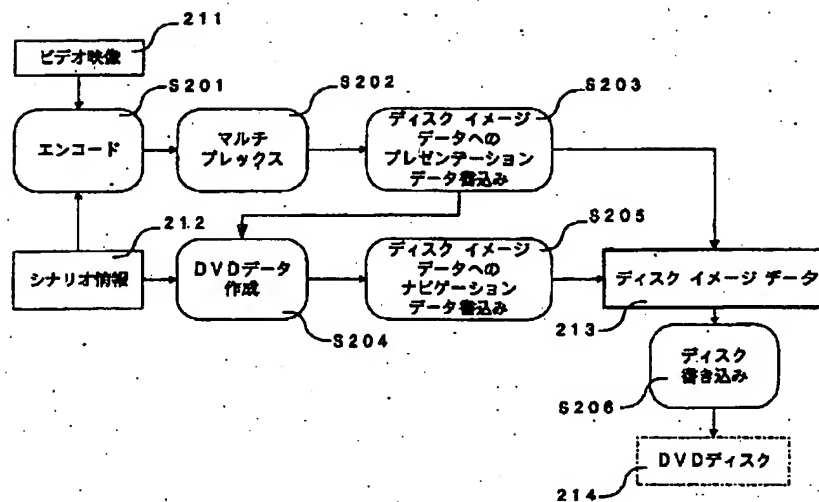 211
ビデオ映像
S201
S202
S203
エンコード
マルチ
プレックス
ディスク イメージ
データへの
プレゼンテーション
データ書込み
212
S205
シナリオ情報
DVDデータ
作成
ディスク イメージ
データへの
ナビゲーション
データ書込み
ディスク イメージ データ
S204
213
ディスク
書き込み
S206
DVDディスク
214